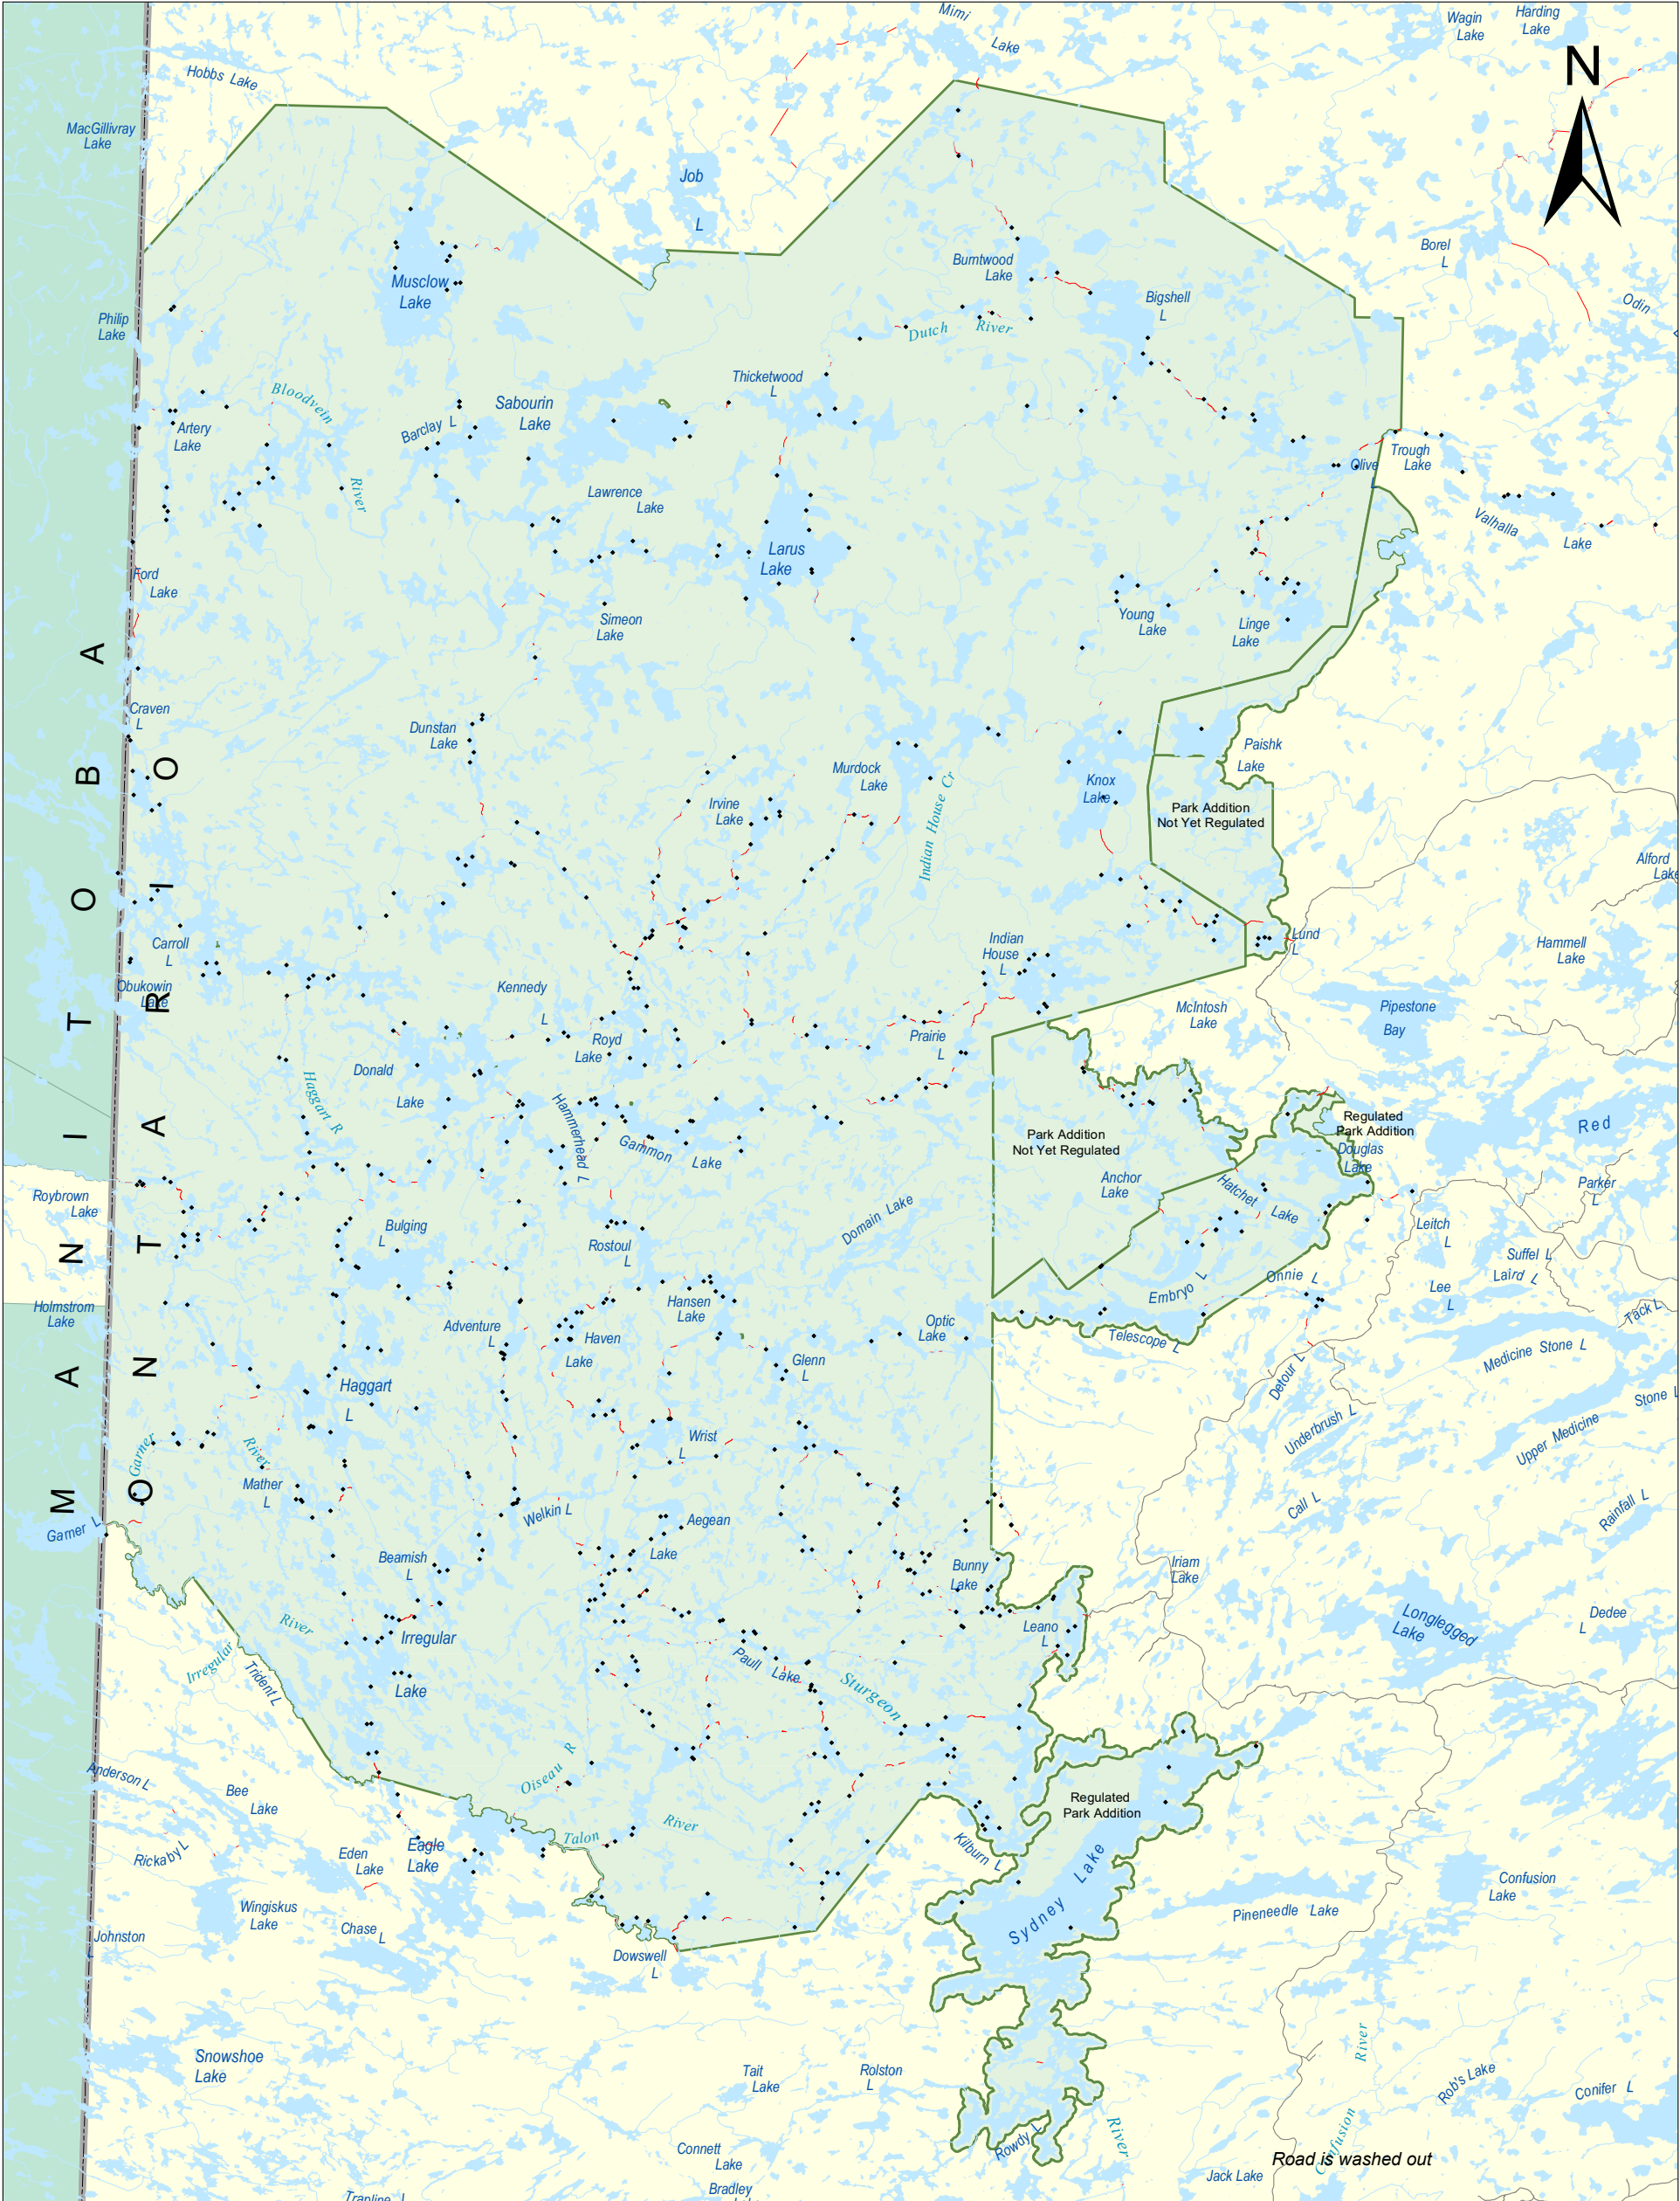 Mimi
Lake
Wagin
Lake
Harding
Lake
N
Hobbs Lake
MacGillivray
Lake
Job
L
Borel
L
Odin
Burntwood
Lake
Bigshell
L
Musclow
Lake
Philip
Lake
Dutch River
Thicketwood
L
Bloodvein
River
Sabourin
Lake
Barclay L
Artery
Lake
Olive
L
Trough
Lake
Lawrence
Lake
Valhalla
Lake
Larus
Lake
Ford
Lake
Simeon
Lake
Young
Lake
Linge
Lake
Craven
L
Dunstan
Lake
Paishk
Lake
Murdock
Lake
Knox
Lake
Indian House Cr
Irvine
Lake
Park Addition
Not Yet Regulated
Alford
Lake
Carroll
L
Indian
House
L
Lund
L
Hammell
Lake
Obukowin
Lake
Kennedy
L
McIntosh
Lake
Pipestone
Bay
Royd
Lake
Prairie
L
Donald
Lake
Haggart R
Hammerhead L
Gammon Lake
Park Addition
Not Yet Regulated
Regulated
Park Addition
Douglas
Lake
Red
Anchor
Lake
Hatchet
Lake
Parker
L
Roybrown
Lake
Domain Lake
Leitch
L
Bulging
L
Rostoul
L
Suffel L
Laird L
Onnie L
Embryo L
Lee
L
Holmstrom
Lake
Hansen
Lake
Optic
Lake
Tack L
Adventure
L
Haven
Lake
Telescope L
Medicine Stone L
Glenn
L
Detour L
Haggart
L
Underbrush L
Stone L
Upper Medicine
Garner
River
Wrist
L
Mather
L
Call L
Rainfall L
Garner L
Welkin L
Aegean
Lake
Beamish
L
Bunny
Lake
Iriam
Lake
Longlegged
Lake
Dedee
L
River
Irregular
Irregular
Lake
Leano
L
Trident L
Paull Lake
Sturgeon
Anderson L
Bee
Lake
Oiseau R
Regulated
Park Addition
Talon
River
Rickaby L
Eden
Lake
Eagle
Lake
Kilburn L
Sydney Lake
Confusion
Lake
Wingiskus
Lake
Chase L
Pineneedle Lake
Johnston
L
Dowswell
L
Snowshoe
Lake
Tait
Lake
Rolston
L
River
Rob's Lake
Conifer L
Rowdy L
River
Confusion
Connett
Lake
Road is washed out
Jack Lake
Bradley
Trapline L
MANITOBA
ONTARIO